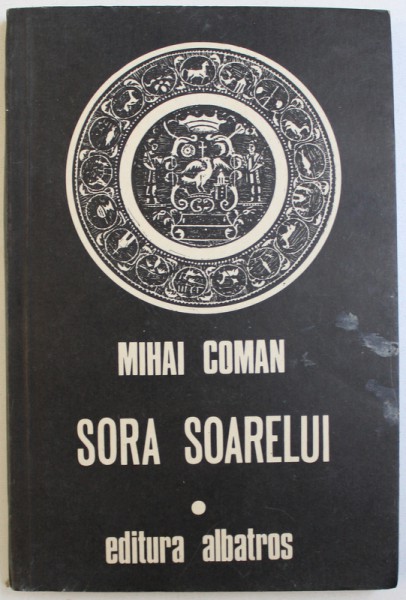 MIHAI COMAN
SORA SOARELUI
editura albatros